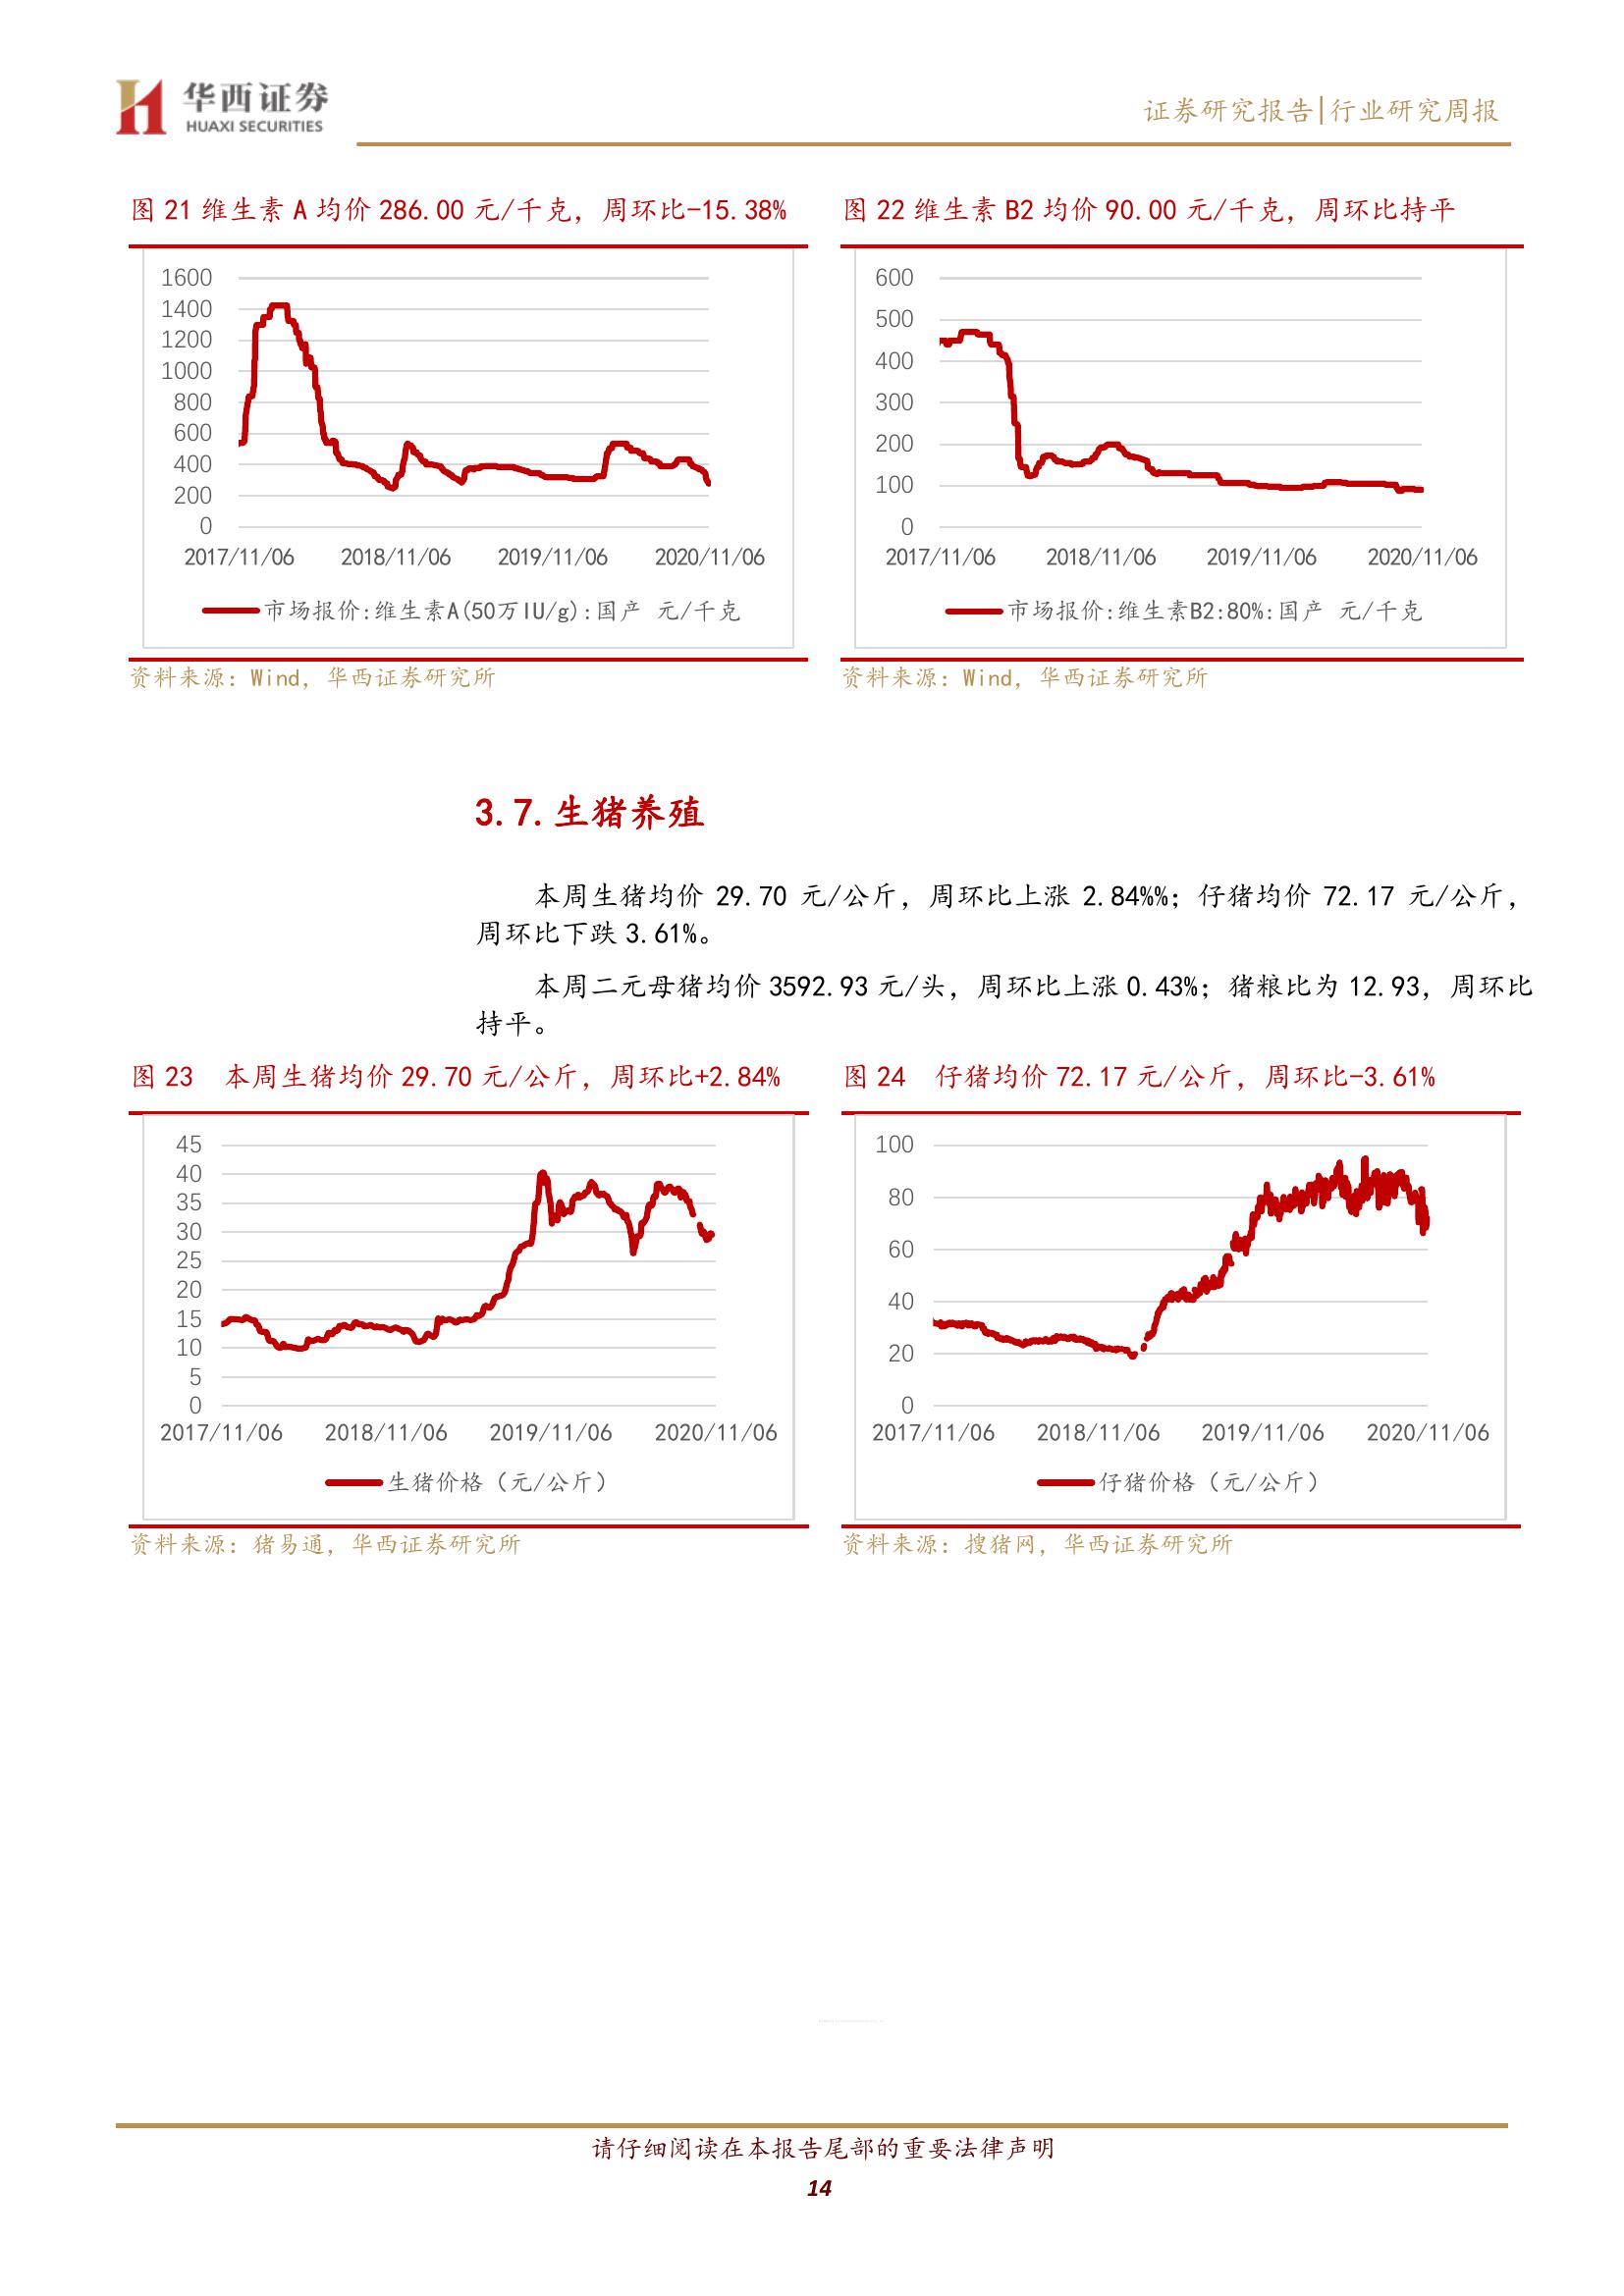 华西证券
HUAXI SECURITIES
证券研究报告|行业研究周报
图 21 维生素 A 均价 286.00 元/千克，周环比-15.38%
图 22 维生素 B2 均价 90.00 元/千克，周环比持平
1600
1400
1200
1000
800
600
400
200
0
2017/11/06 2018/11/06 2019/11/06 2020/11/06
市场报价:维生素A(50万IU/g):国产 元/千克
600
500
400
300
200
100
0
2017/11/06 2018/11/06 2019/11/06 2020/11/06
市场报价:维生素B2:80%:国产 元/千克
资料来源：Wind，华西证券研究所
资料来源：Wind，华西证券研究所
3.7.生猪养殖
本周生猪均价 29.70 元/公斤，周环比上涨 2.84%%；仔猪均价 72.17 元/公斤，
周环比下跌 3.61%。
本周二元母猪均价 3592.93 元/头，周环比上涨 0.43%；猪粮比为 12.93，周环比
持平。
图 23 本周生猪均价 29.70 元/公斤，周环比+2.84%
图 24 仔猪均价 72.17 元/公斤，周环比-3.61%
45
40
35
30
25
20
15
10
5
0
2017/11/06 2018/11/06 2019/11/06 2020/11/06
生猪价格（元/公斤）
100
80
60
40
20
0
2017/11/06 2018/11/06 2019/11/06 2020/11/06
仔猪价格（元/公斤）
资料来源：猪易通，华西证券研究所
资料来源：搜猪网，华西证券研究所
请仔细阅读在本报告尾部的重要法律声明
14